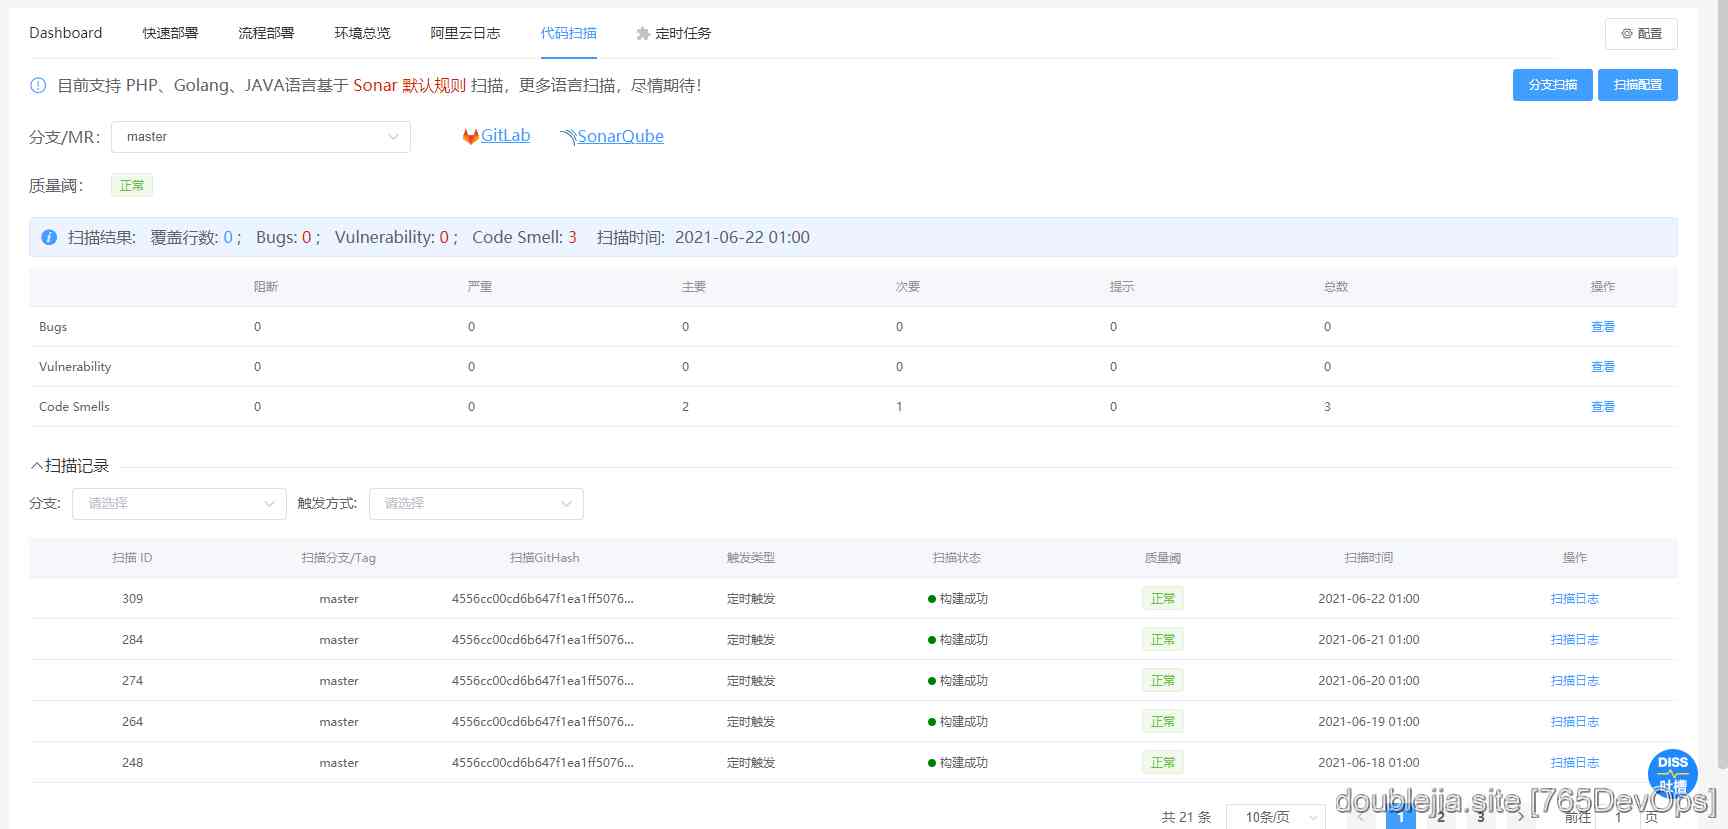 Dashboard 快速部署 流程部署 环境总览 阿里云日志 代码扫描 定时任务 配置
目前支持 PHP、Golang、JAVA语言基于 Sonar 默认规则 扫描，更多语言扫描，尽情期待！ 分支扫描 扫描配置
分支/MR： master GitLab SonarQube
质量阈： 正常
扫描结果: 覆盖行数: 0； Bugs: 0； Vulnerability: 0； Code Smell: 3 扫描时间: 2021-06-22 01:00
阻断 严重 主要 次要 提示 总数 操作
Bugs 0 0 0 0 0 0 查看
Vulnerability 0 0 0 0 0 0 查看
Code Smells 0 0 2 1 0 3 查看
扫描记录
分支: 请选择 触发方式: 请选择
扫描 ID 扫描分支/Tag 扫描GitHash 触发类型 扫描状态 质量阈 扫描时间 操作
309 master 4556cc00cd6b647f1ea1ff5076... 定时触发 构建成功 正常 2021-06-22 01:00 扫描日志
284 master 4556cc00cd6b647f1ea1ff5076... 定时触发 构建成功 正常 2021-06-21 01:00 扫描日志
274 master 4556cc00cd6b647f1ea1ff5076... 定时触发 构建成功 正常 2021-06-20 01:00 扫描日志
264 master 4556cc00cd6b647f1ea1ff5076... 定时触发 构建成功 正常 2021-06-19 01:00 扫描日志
248 master 4556cc00cd6b647f1ea1ff5076... 定时触发 构建成功 正常 2021-06-18 01:00 扫描日志
DISS
吐槽
doublejja.site [765DevOps]
共 21 条 10条/页 1 2 3 前往 1 页